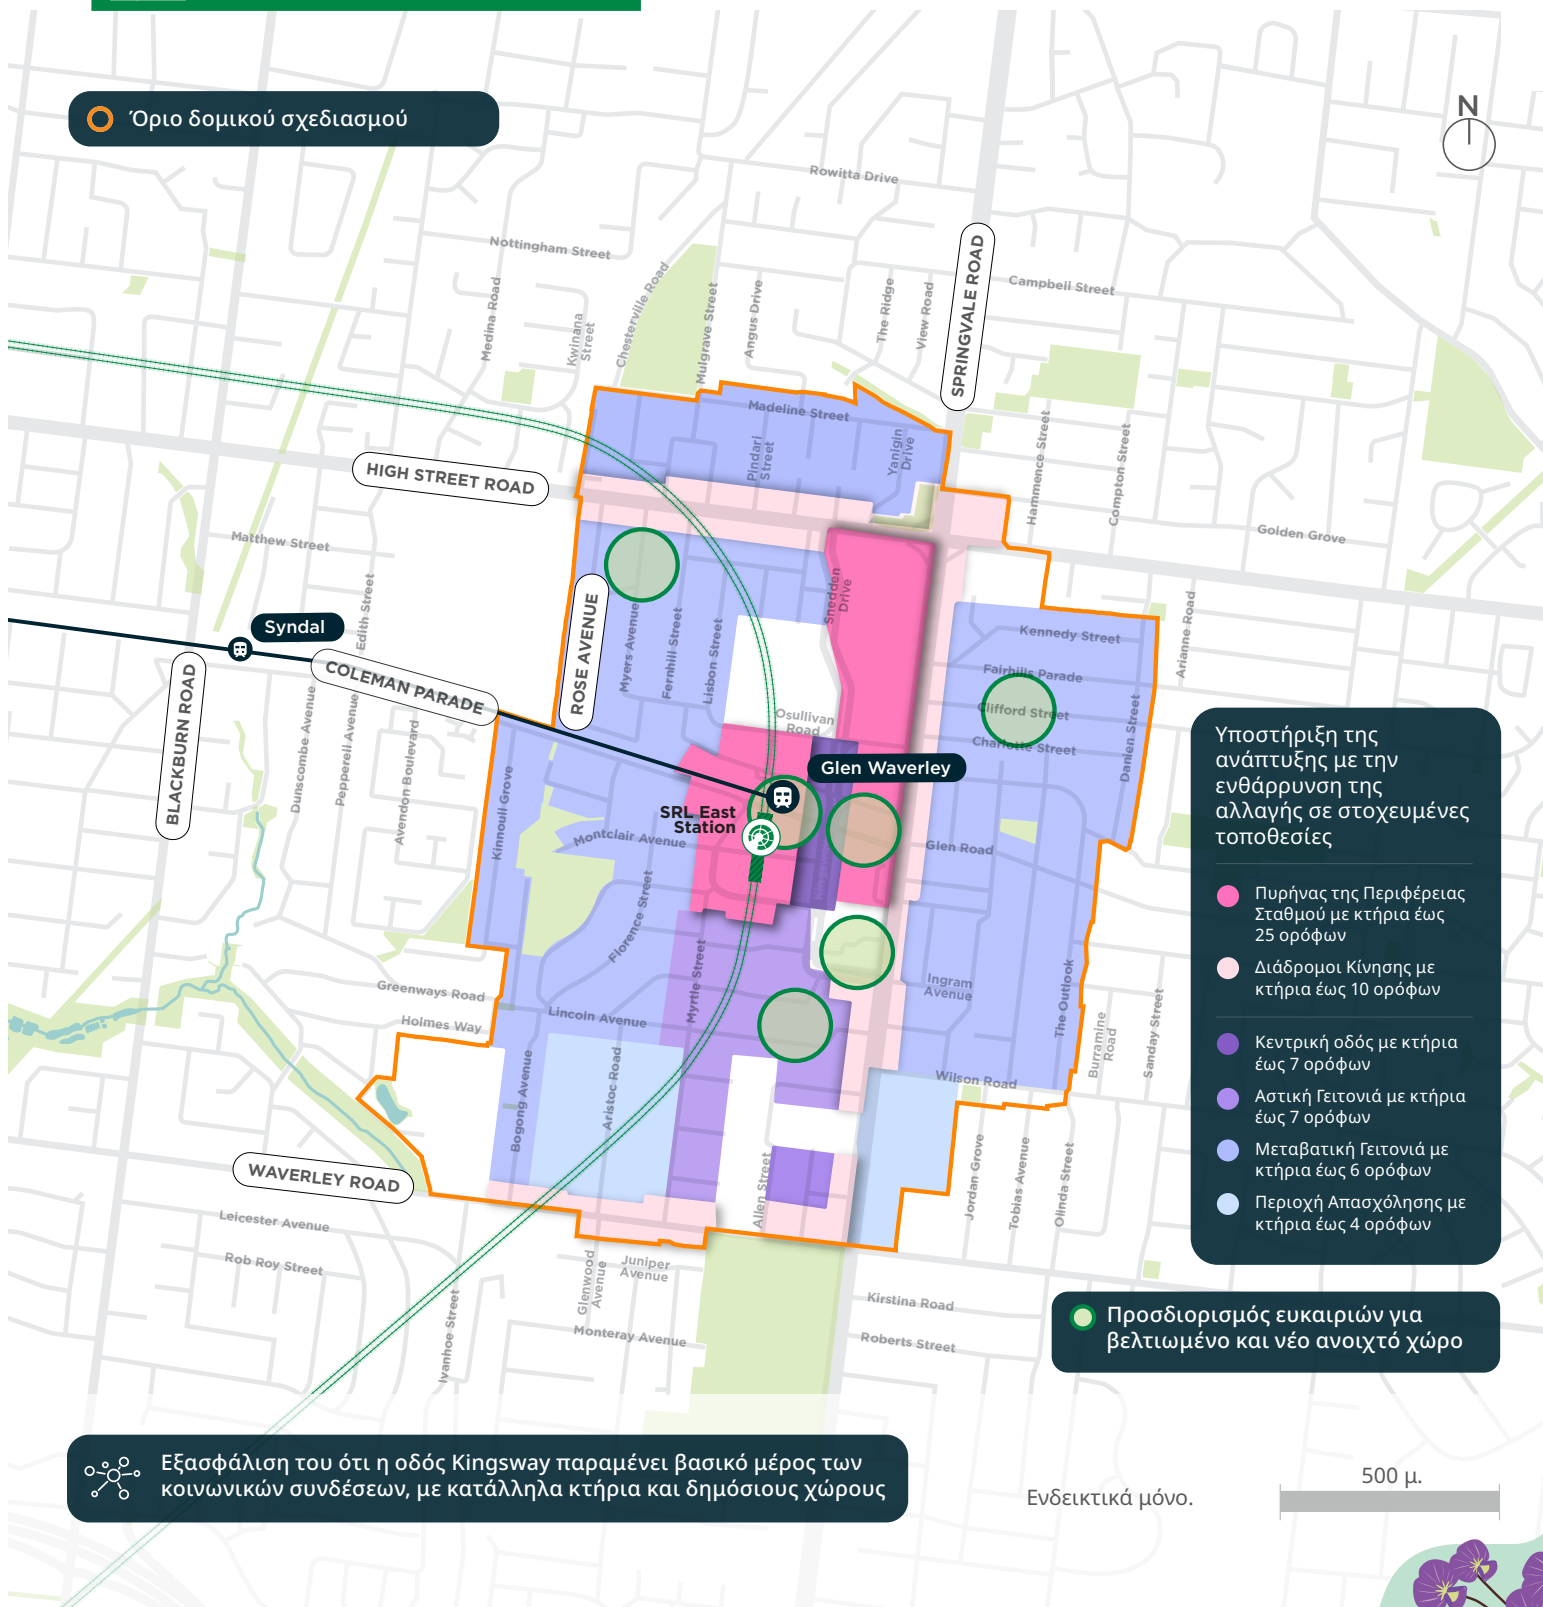 Όριο δομικού σχεδιασμού
N
Rowitta Drive
Nottingham Street
SPRINGVALE ROAD
Campbell Street
Medina Road
Kwinana
Street
Chesterville Road
Mulgrave Street
Angus Drive
The Ridge
View Road
Madeline Street
Pindari
Street
Yanigin
Drive
Hammence Street
Compton Street
HIGH STREET ROAD
Golden Grove
Matthew Street
Edith Street
Snedden
Drive
Syndal
ROSE AVENUE
Myers Avenue
Fernhill Street
Lisbon Street
Kennedy Street
Arianne Road
COLEMAN PARADE
BLACKBURN ROAD
Fairhills Parade
Clifford Street
Charlotte Street
Danien Street
Osullivan
Road
Dunscombe Avenue
Pepperell Avenue
Avendon Boulevard
Kinnoull Grove
Glen Waverley
SRL East
Station
Montclair Avenue
Glen Road
Υποστήριξη της
ανάπτυξης με την
ενθάρρυνση της
αλλαγής σε στοχευμένες
τοποθεσίες
Πυρήνας της Περιφέρειας
Σταθμού με κτήρια έως
25 ορόφων
Διάδρομοι Κίνησης με
κτήρια έως 10 ορόφων
Κεντρική οδός με κτήρια
έως 7 ορόφων
Αστική Γειτονιά με κτήρια
έως 7 ορόφων
Μεταβατική Γειτονιά με
κτήρια έως 6 ορόφων
Περιοχή Απασχόλησης με
κτήρια έως 4 ορόφων
Florence Street
Myrtle Street
Ingram
Avenue
The Outlook
Greenways Road
Holmes Way
Lincoln Avenue
Burramine
Road
Sanday Street
Bogong Avenue
Aristoc Road
Wilson Road
WAVERLEY ROAD
Allen Street
Jordan Grove
Tobias Avenue
Olinda Street
Leicester Avenue
Rob Roy Street
Glenwood
Avenue
Juniper
Avenue
Ivanhoe Street
Monteray Avenue
Kirstina Road
Roberts Street
Προσδιορισμός ευκαιριών για
βελτιωμένο και νέο ανοιχτό χώρο
Εξασφάλιση του ότι η οδός Kingsway παραμένει βασικό μέρος των
κοινωνικών συνδέσεων, με κατάλληλα κτήρια και δημόσιους χώρους
Ενδεικτικά μόνο.
500 μ.